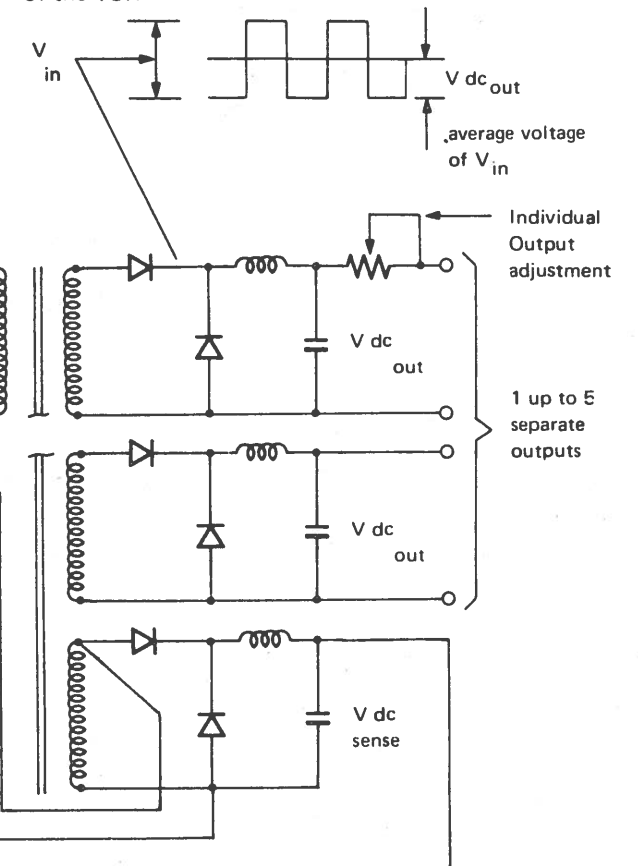 V
in
V dc
out
.average voltage
of V
in
Individual
Output
adjustment
V dc
out
1 up to 5
separate
outputs
V dc
out
V dc
sense